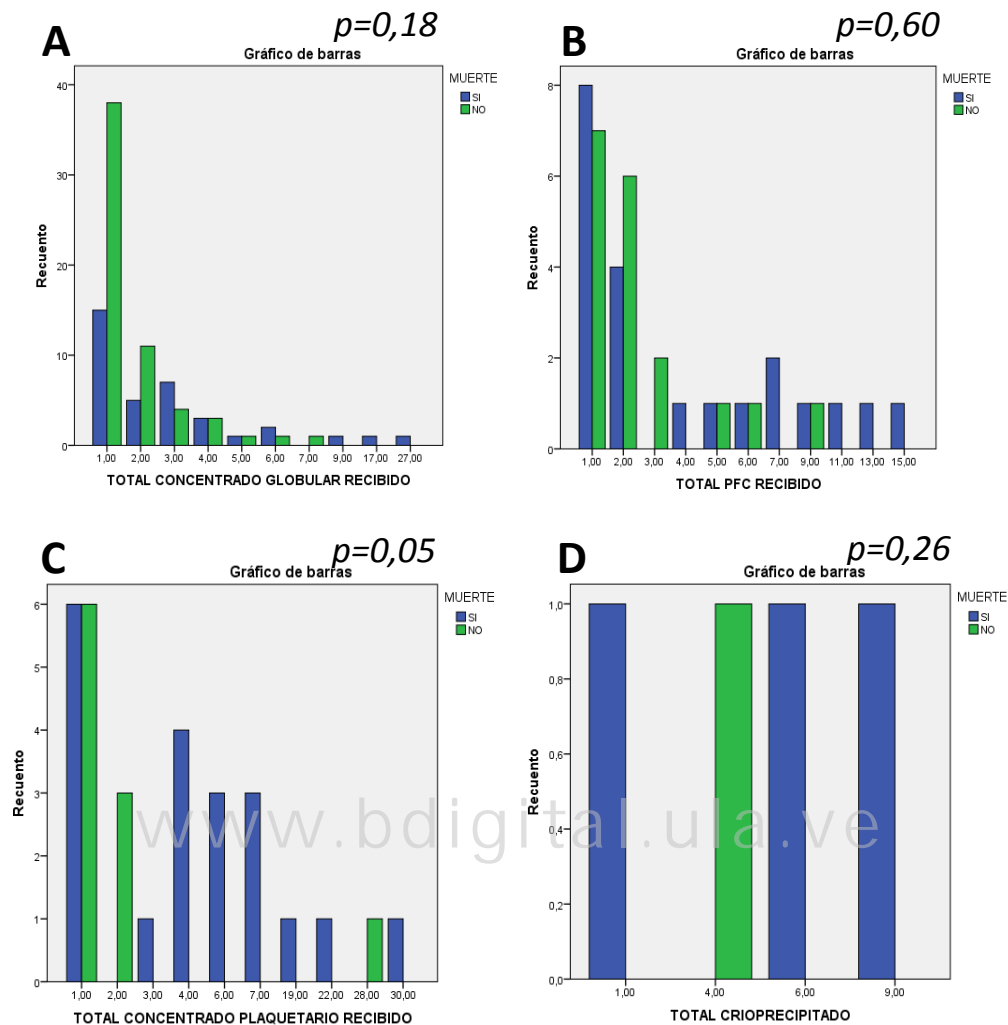 A
p=0,18
Gráfico de barras
MUERTE
SI
NO
Recuento
40
30
20
10
0
1,00 2,00 3,00 4,00 5,00 6,00 7,00 9,00 17,00 27,00
TOTAL CONCENTRADO GLOBULAR RECIBIDO
B
p=0,60
Gráfico de barras
MUERTE
SI
NO
Recuento
8
6
4
2
0
1,00 2,00 3,00 4,00 5,00 6,00 7,00 9,00 11,00 13,00 15,00
TOTAL PFC RECIBIDO
C
p=0,05
Gráfico de barras
MUERTE
SI
NO
Recuento
6
5
4
3
2
1
0
1,00 2,00 3,00 4,00 6,00 7,00 19,00 22,00 28,00 30,00
TOTAL CONCENTRADO PLAQUETARIO RECIBIDO
D
p=0,26
Gráfico de barras
MUERTE
SI
NO
Recuento
1,0
0,8
0,6
0,4
0,2
0,0
1,00 4,00 6,00 9,00
TOTAL CRIOPRECIPITADO
www.bdigital.ula.ve